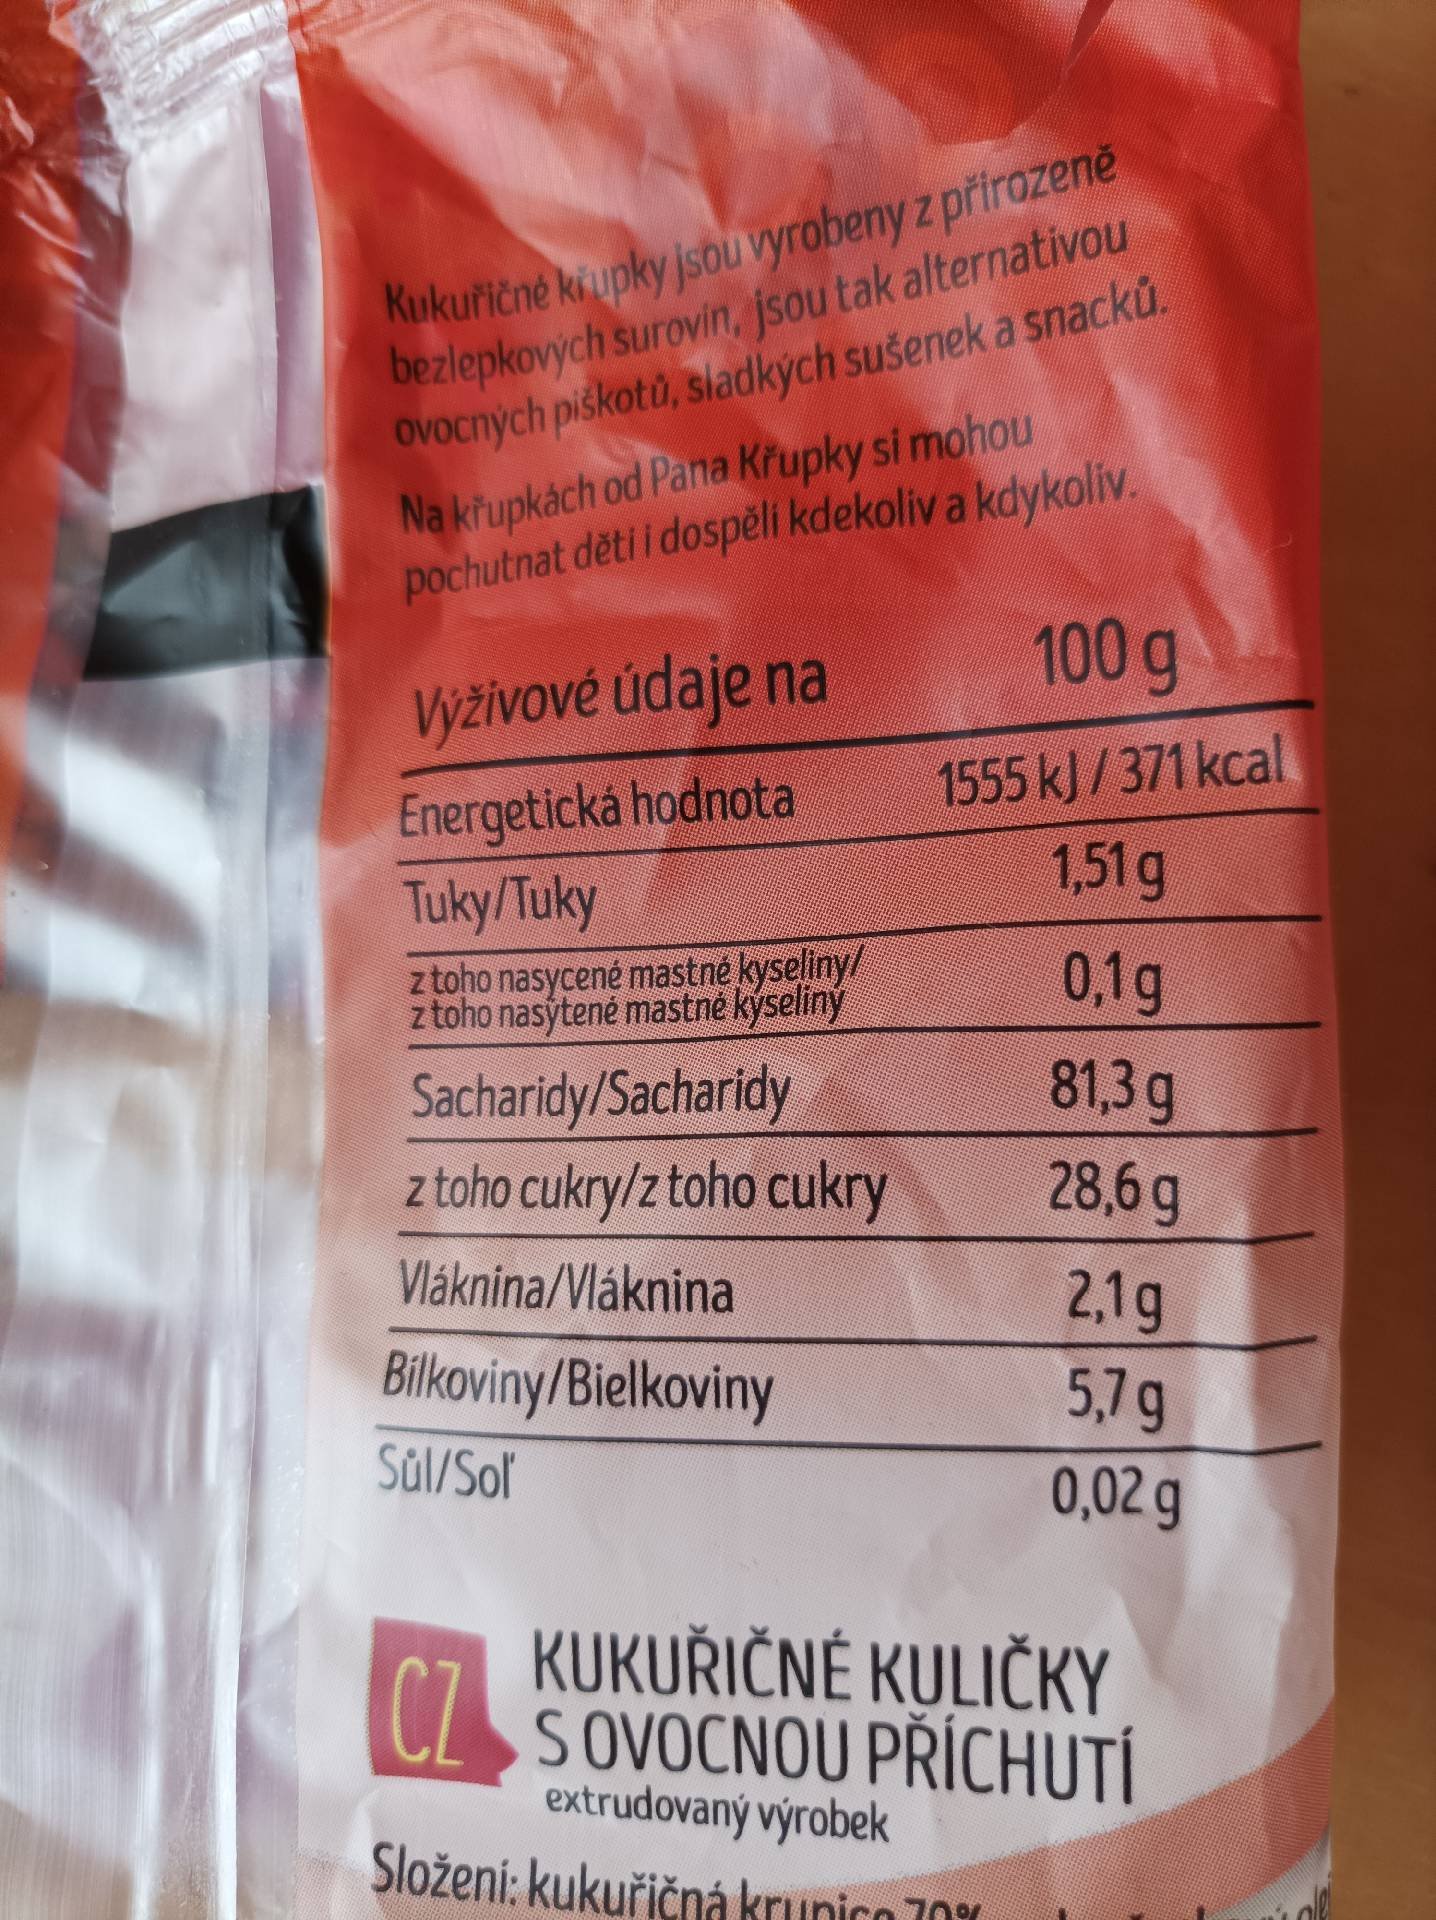 Kukuřičné křupky jsou vyrobeny z přirozeně
bezlepkových surovin, jsou tak alternativou
ovocných piškotů, sladkých sušenek a snacků.
Na křupkách od Pana Křupky si mohou
pochutnat děti i dospělí kdekoliv a kdykoliv.
Výživové údaje na 100 g
Energetická hodnota 1555 kJ / 371 kcal
Tuky/Tuky 1,51 g
z toho nasycené mastné kyseliny/
z toho nasýtené mastné kyseliny 0,1 g
Sacharidy/Sacharidy 81,3 g
z toho cukry/z toho cukry 28,6 g
Vláknina/Vláknina 2,1 g
Bílkoviny/Bielkoviny 5,7 g
Sůl/Soľ 0,02 g
CZ KUKUŘIČNÉ KULIČKY
S OVOCNOU PŘÍCHUTÍ
extrudovaný výrobek
Složení: kukuřičná krupice 70%